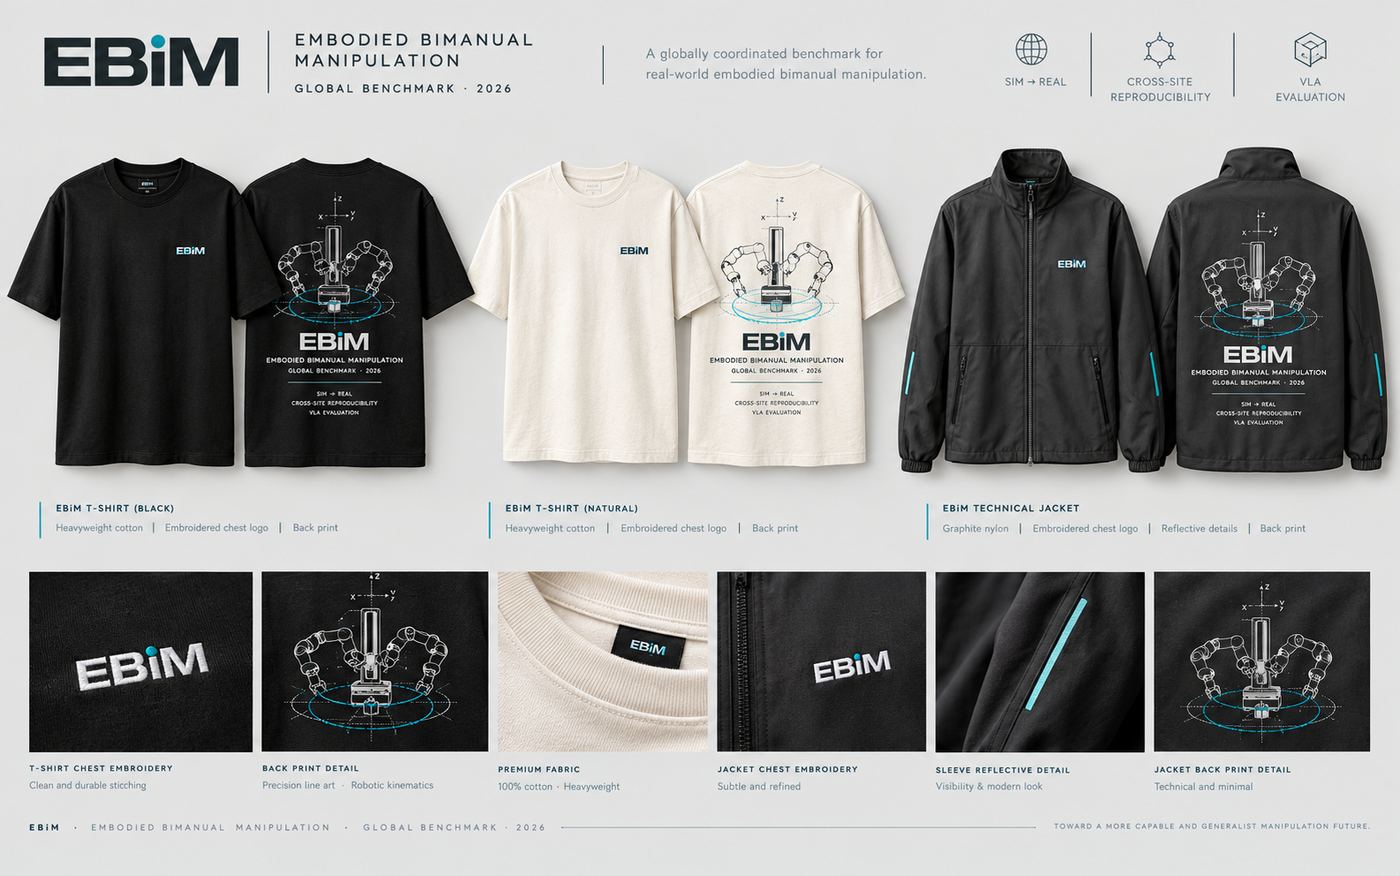 EBiM
EMBODIED BIMANUAL
MANIPULATION
GLOBAL BENCHMARK · 2026
A globally coordinated benchmark for
real-world embodied bimanual manipulation.
SIM → REAL
CROSS-SITE
REPRODUCIBILITY
VLA
EVALUATION
EBiM
EBiM
Z
X
Y
EBiM
EMBODIED BIMANUAL MANIPULATION
GLOBAL BENCHMARK · 2026
SIM → REAL
CROSS-SITE REPRODUCIBILITY
VLA EVALUATION
EBiM
Z
X
Y
EBiM
EMBODIED BIMANUAL MANIPULATION
GLOBAL BENCHMARK · 2026
SIM → REAL
CROSS-SITE REPRODUCIBILITY
VLA EVALUATION
EBiM
Z
X
Y
EBiM
EMBODIED BIMANUAL MANIPULATION
GLOBAL BENCHMARK · 2026
SIM → REAL
CROSS-SITE REPRODUCIBILITY
VLA EVALUATION
EBiM T-SHIRT (BLACK)
Heavyweight cotton | Embroidered chest logo | Back print
EBiM T-SHIRT (NATURAL)
Heavyweight cotton | Embroidered chest logo | Back print
EBiM TECHNICAL JACKET
Graphite nylon | Embroidered chest logo | Reflective details | Back print
EBiM
Z
X
Y
EBiM
EBiM
Z
X
Y
T-SHIRT CHEST EMBROIDERY
Clean and durable sticching
BACK PRINT DETAIL
Precision line art · Robotic kinematics
PREMIUM FABRIC
100% cotton · Heavyweight
JACKET CHEST EMBROIDERY
Subtle and refined
SLEEVE REFLECTIVE DETAIL
Visibility & modern look
JACKET BACK PRINT DETAIL
Technical and minimal
EBiM · EMBODIED BIMANUAL MANIPULATION · GLOBAL BENCHMARK · 2026
TOWARD A MORE CAPABLE AND GENERALIST MANIPULATION FUTURE.